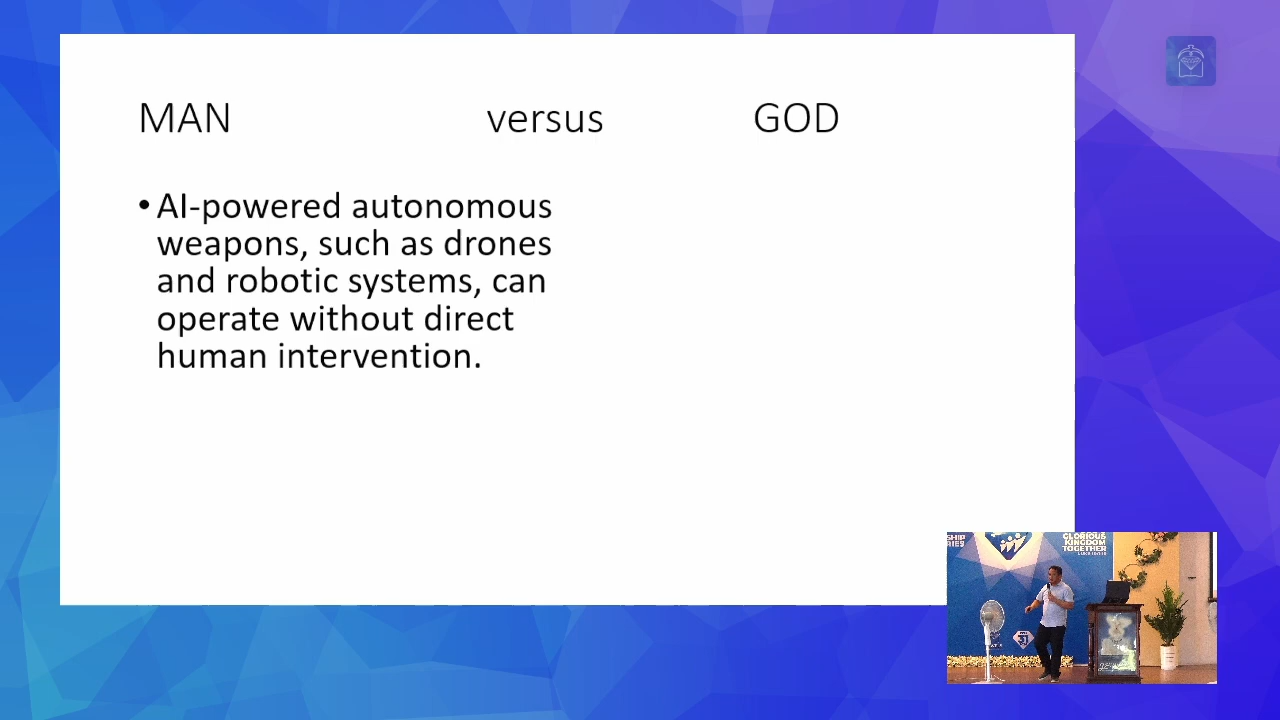 MAN versus GOD
• AI-powered autonomous
weapons, such as drones
and robotic systems, can
operate without direct
human intervention.
GLORIOUS
KINGDOM
TOGETHER
31